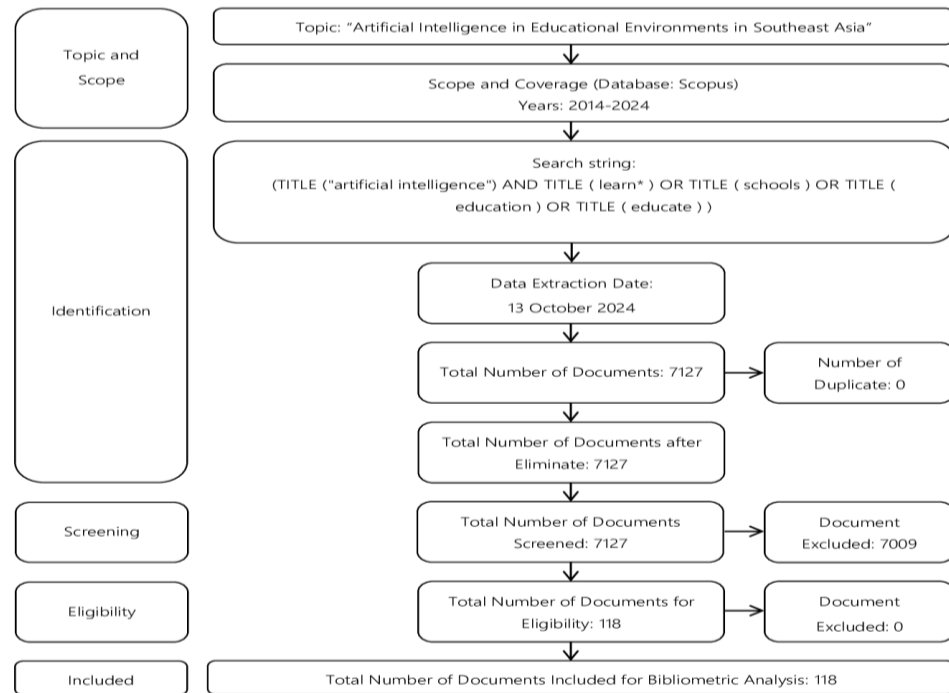 Topic and
Scope
Topic: "Artificial Intelligence in Educational Environments in Southeast Asia"
Scope and Coverage (Database: Scopus)
Years: 2014-2024
Identification
Search string:
(TITLE ("artificial intelligence") AND TITLE ( learn* ) OR TITLE ( schools ) OR TITLE (
education ) OR TITLE ( educate ) )
Data Extraction Date:
13 October 2024
Total Number of Documents: 7127
Number of
Duplicate: 0
Total Number of Documents after
Eliminate: 7127
Screening
Total Number of Documents
Screened: 7127
Document
Excluded: 7009
Eligibility
Total Number of Documents for
Eligibility: 118
Document
Excluded: 0
Included
Total Number of Documents Included for Bibliometric Analysis: 118